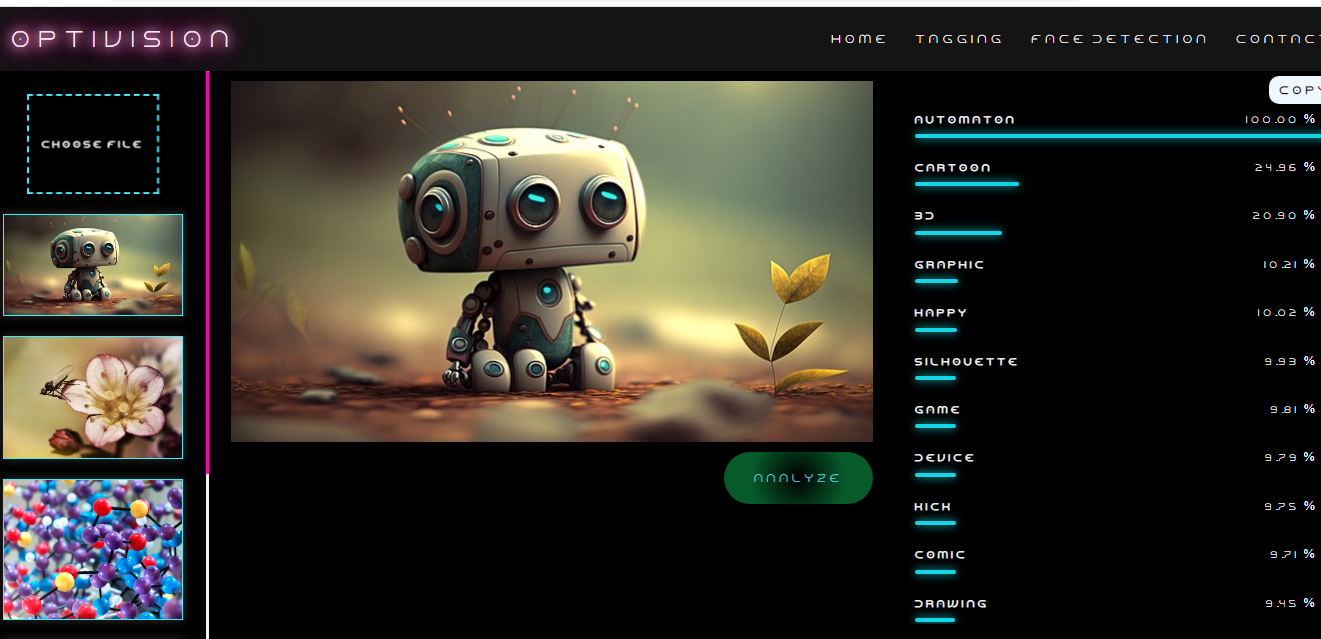 OPTIVISION
HOME TAGGING FACE DETECTION CONTACT
CHOOSE FILE
COPY
AUTOMATON 100.00 %
CARTOON 24.96 %
3D 20.90 %
GRAPHIC 10.21 %
HAPPY 10.02 %
SILHOUETTE 9.93 %
GAME 9.81 %
DEVICE 9.79 %
KICH 9.75 %
COMIC 9.71 %
DRAWING 9.45 %
ANALYZE